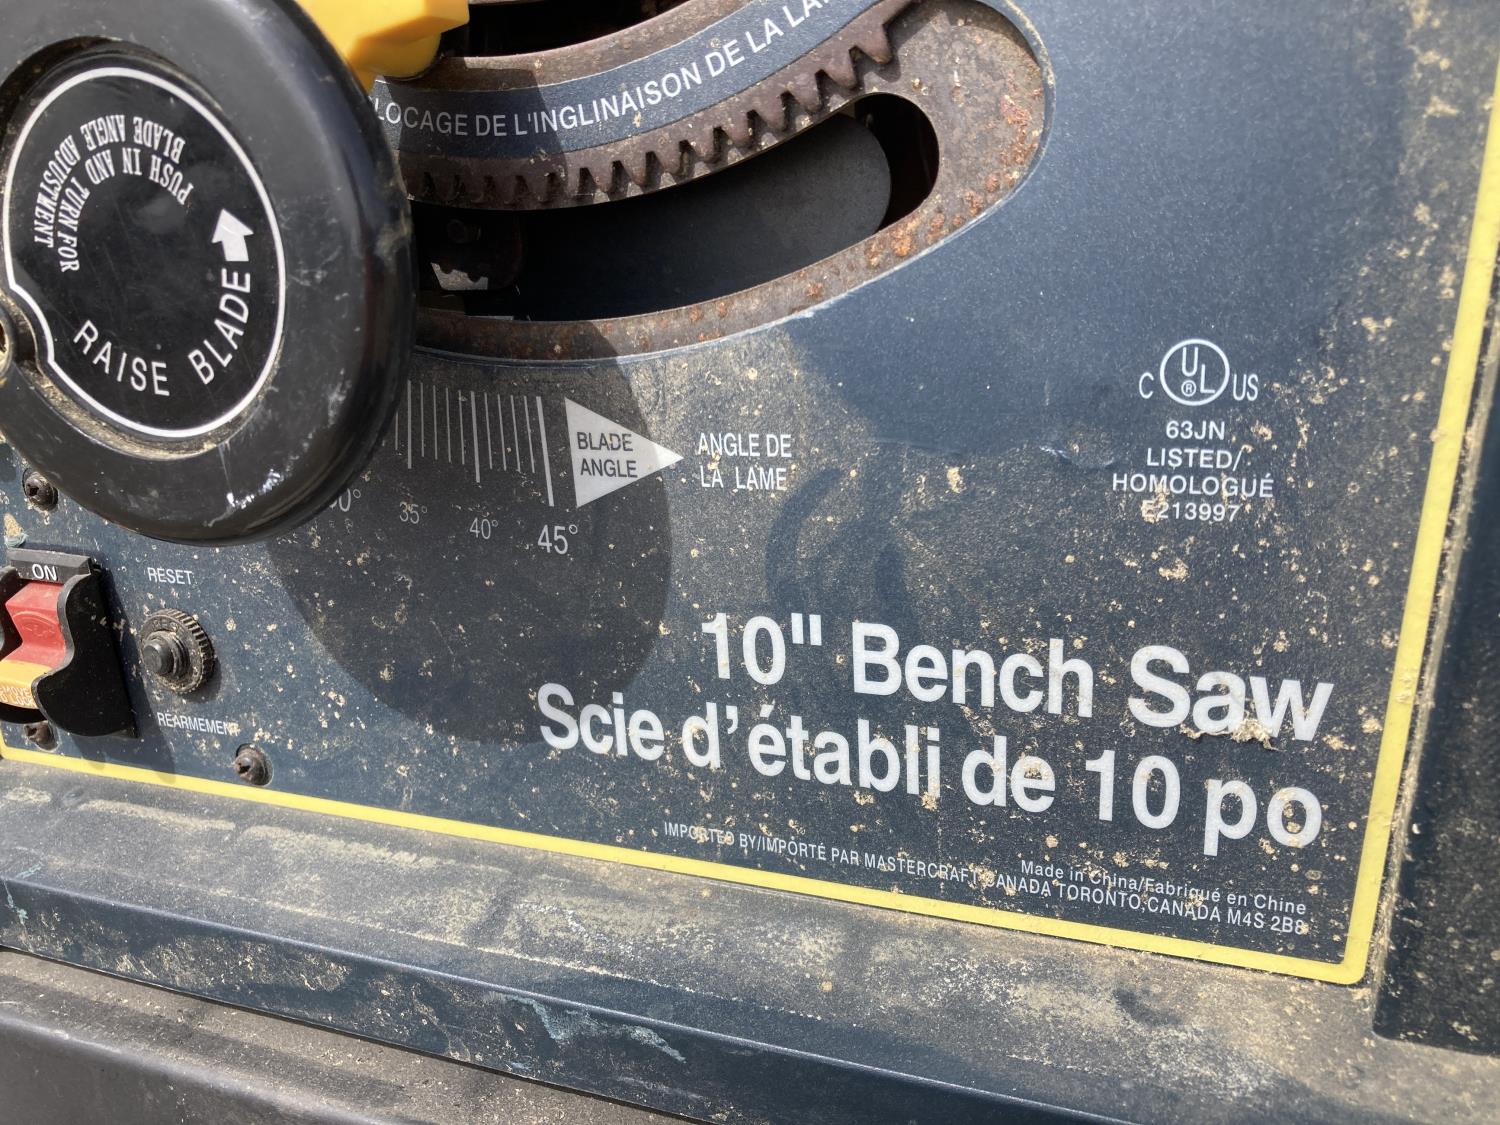 LOCAGE DE L'INGLINAISON DE LA
PUSH IN AND TURN FOR
BLADE ANGLE ADJUSTMENT
RAISE BLADE
BLADE
ANGLE
ANGLE DE
LA LAME
35°
40°
45°
C UL ® US
63JN
LISTED/
HOMOLOGUÉ
E213997
ON
RESET
REARMEMENT
10" Bench Saw
Scie d'établi de 10 po
Made in China/Fabriqué en Chine
IMPORTED BY/IMPORTÉ PAR MASTERCRAFT CANADA TORONTO,CANADA M4S 2B8